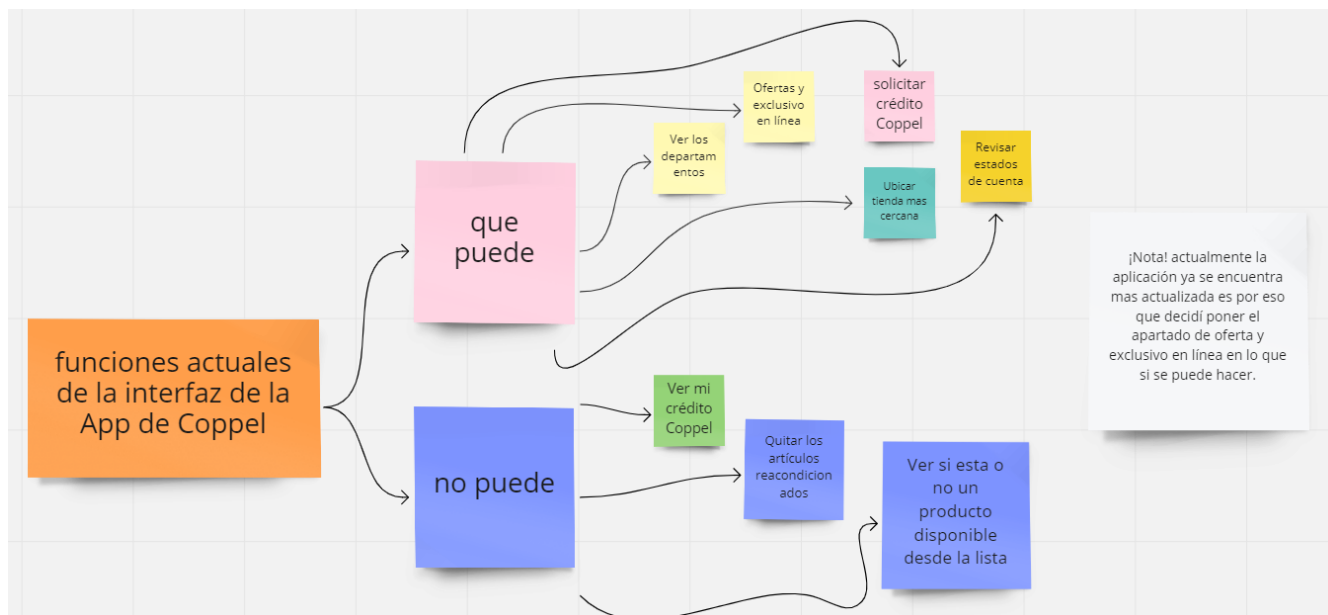 Ofertas y
exclusivo
en línea
solicitar
crédito
Coppel
Ver los
departam
entos
Revisar
estados
de cuenta
Ubicar
tienda mas
cercana
que
puede
¡Nota! actualmente la
aplicación ya se encuentra
mas actualizada es por eso
que decidí poner el
apartado de oferta y
exclusivo en línea en lo que
si se puede hacer.
funciones actuales
de la interfaz de la
App de Coppel
no puede
Ver mi
crédito
Coppel
Quitar los
artículos
reacondicion
ados
Ver si esta o
no un
producto
disponible
desde la lista